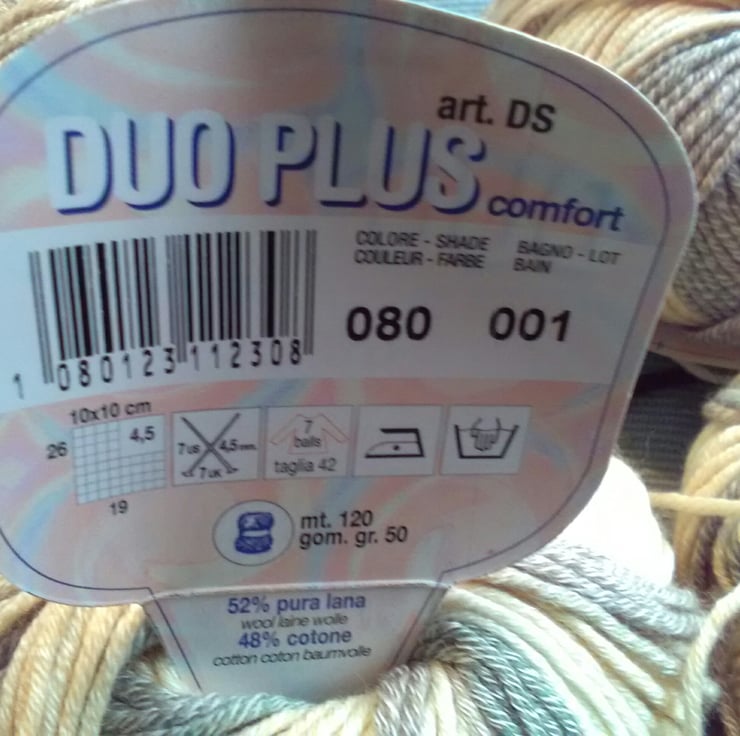 art. DS
DUO PLUS comfort
COLORE - SHADE
COULEUR - FARBE
BAGNO - LOT
BAIN
080 001
1 080123 112308
10x10 cm
26
4,5
19
7 US 4,5 mm.
7 UK
7
balls
taglia 42
mt. 120
gom. gr. 50
52% pura lana
wool laine wolle
48% cotone
cotton coton baumwolle